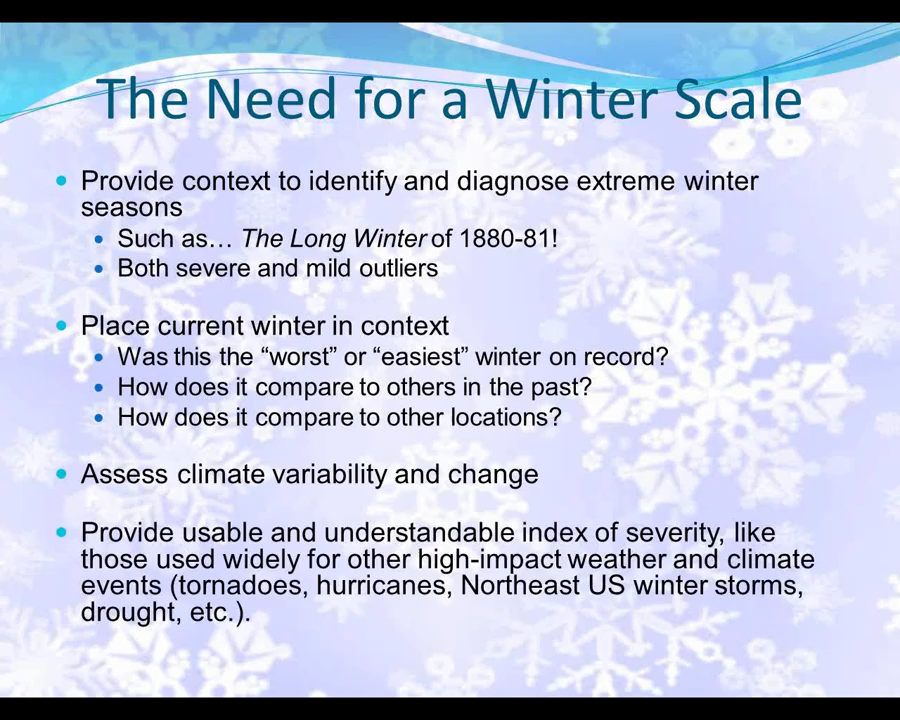 The Need for a Winter Scale
• Provide context to identify and diagnose extreme winter
seasons
• Such as… The Long Winter of 1880-81!
• Both severe and mild outliers
• Place current winter in context
• Was this the “worst” or “easiest” winter on record?
• How does it compare to others in the past?
• How does it compare to other locations?
• Assess climate variability and change
• Provide usable and understandable index of severity, like
those used widely for other high-impact weather and climate
events (tornadoes, hurricanes, Northeast US winter storms,
drought, etc.).